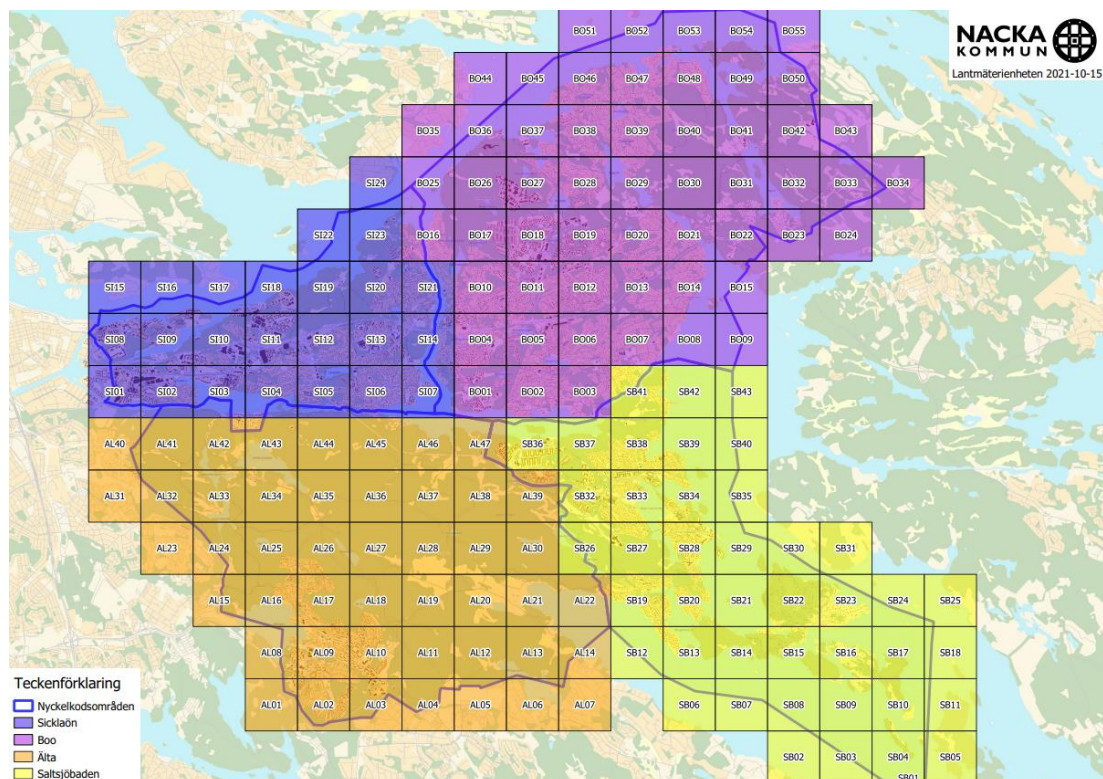 NACKA
KOMMUN
Lantmäterienheten 2021-10-15
BO51 BO52 BO53 BO54 BO55
BO44 BO45 BO46 BO47 BO48 BO49 BO50
BO35 BO36 BO37 BO38 BO39 BO40 BO41 BO42 BO43
SI24 BO25 BO26 BO27 BO28 BO29 BO30 BO31 BO32 BO33 BO34
SI22 SI23 BO16 BO17 BO18 BO19 BO20 BO21 BO22 BO23 BO24
SI15 SI16 SI17 SI18 SI19 SI20 SI21 BO10 BO11 BO12 BO13 BO14 BO15
SI08 SI09 SI10 SI11 SI12 SI13 SI14 BO04 BO05 BO06 BO07 BO08 BO09
SI01 SI02 SI03 SI04 SI05 SI06 SI07 BO01 BO02 BO03 SB41 SB42 SB43
AL40 AL41 AL42 AL43 AL44 AL45 AL46 AL47 SB36 SB37 SB38 SB39 SB40
AL31 AL32 AL33 AL34 AL35 AL36 AL37 AL38 AL39 SB32 SB33 SB34 SB35
AL23 AL24 AL25 AL26 AL27 AL28 AL29 AL30 SB26 SB27 SB28 SB29 SB30 SB31
AL15 AL16 AL17 AL18 AL19 AL20 AL21 AL22 SB19 SB20 SB21 SB22 SB23 SB24 SB25
AL08 AL09 AL10 AL11 AL12 AL13 AL14 SB12 SB13 SB14 SB15 SB16 SB17 SB18
AL01 AL02 AL03 AL04 AL05 AL06 AL07 SB06 SB07 SB08 SB09 SB10 SB11
SB02 SB03 SB04 SB05
SB01
Teckenförklaring
Nyckelkodsområden
Sicklaön
Boo
Älta
Saltsjöbaden